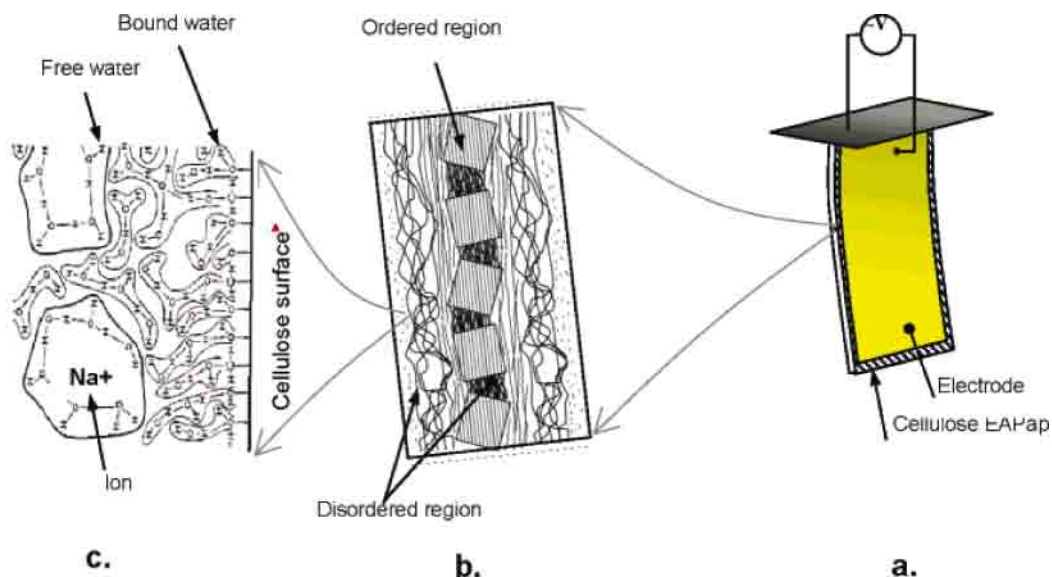 Bound water
Free water
Na+
Ion
Cellulose surface
c.
Ordered region
Disordered region
b.
V
Electrode
Cellulose EAPap
a.